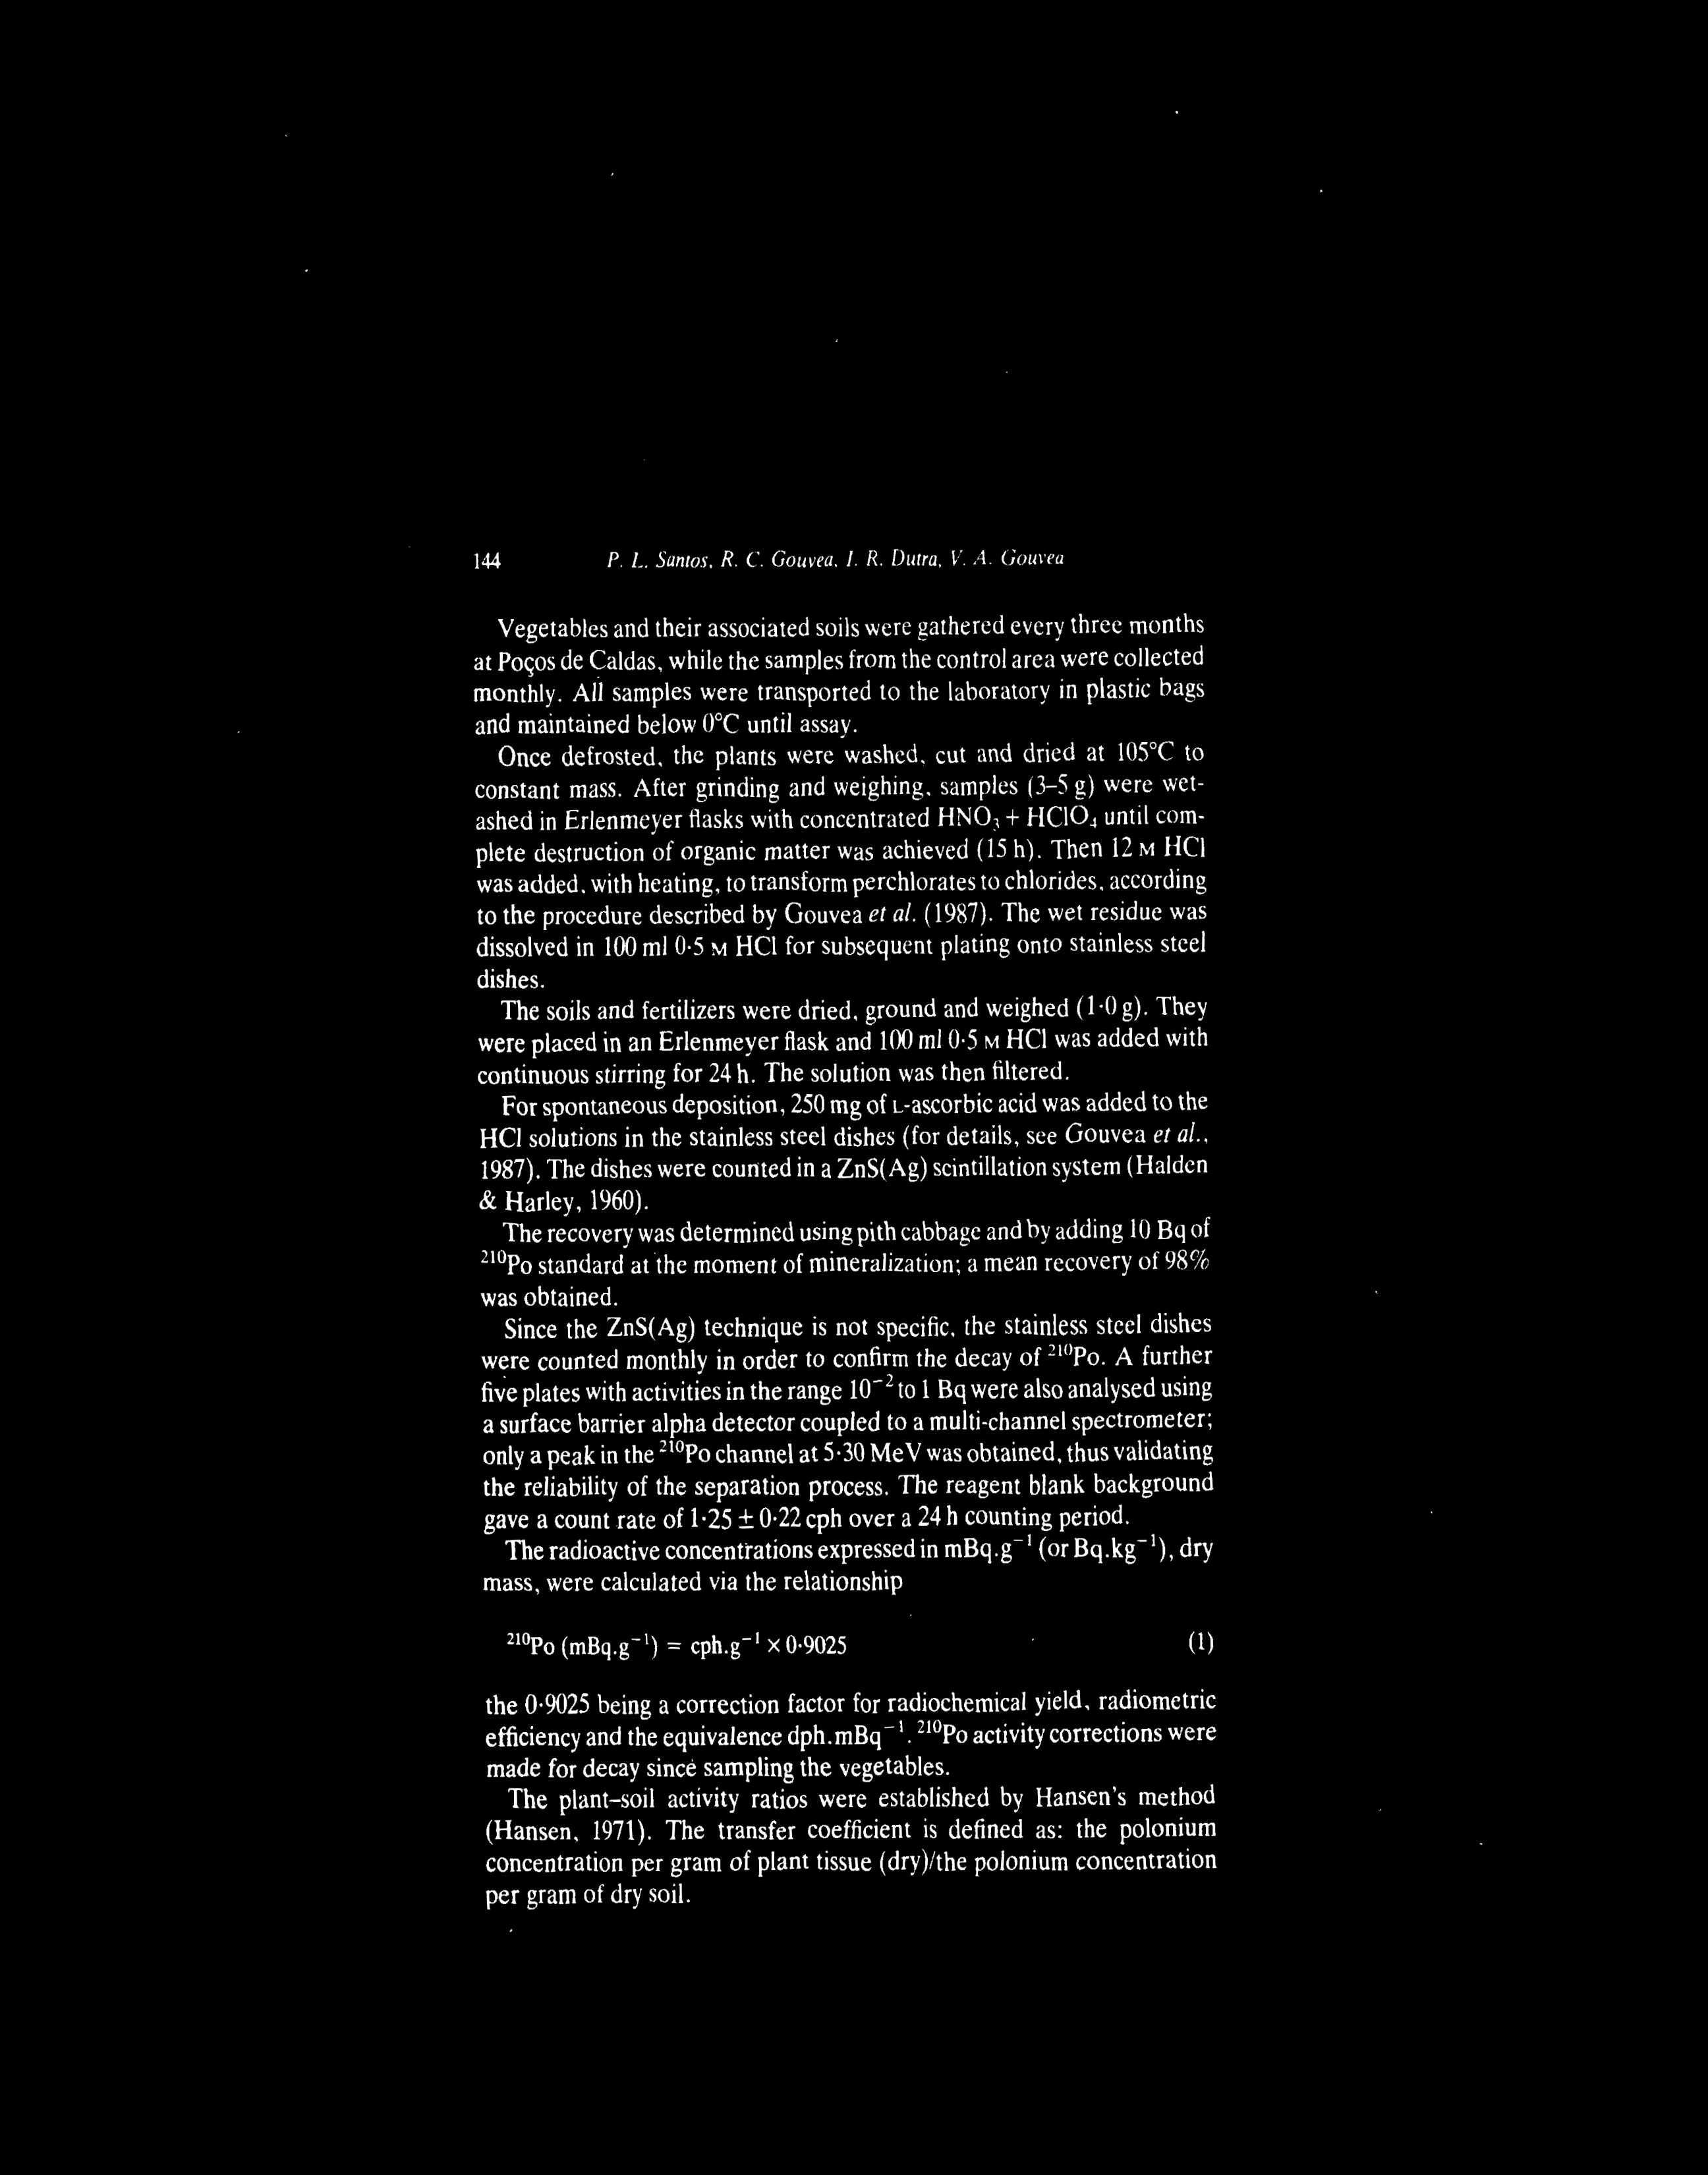 144 P. L. Santos, R. C. Gouvea, I. R. Dutra, V. A. Gouvea
Vegetables and their associated soils were gathered every three months
at Poços de Caldas, while the samples from the control area were collected
monthly. All samples were transported to the laboratory in plastic bags
and maintained below 0°C until assay.
Once defrosted, the plants were washed, cut and dried at 105°C to
constant mass. After grinding and weighing, samples (3–5 g) were wet-
ashed in Erlenmeyer flasks with concentrated HNO₃ + HClO₄ until com-
plete destruction of organic matter was achieved (15 h). Then 12 M HCl
was added, with heating, to transform perchlorates to chlorides, according
to the procedure described by Gouvea et al. (1987). The wet residue was
dissolved in 100 ml 0·5 M HCl for subsequent plating onto stainless steel
dishes.
The soils and fertilizers were dried, ground and weighed (1·0 g). They
were placed in an Erlenmeyer flask and 100 ml 0·5 M HCl was added with
continuous stirring for 24 h. The solution was then filtered.
For spontaneous deposition, 250 mg of L-ascorbic acid was added to the
HCl solutions in the stainless steel dishes (for details, see Gouvea et al.,
1987). The dishes were counted in a ZnS(Ag) scintillation system (Halden
& Harley, 1960).
The recovery was determined using pith cabbage and by adding 10 Bq of
²¹⁰Po standard at the moment of mineralization; a mean recovery of 98%
was obtained.
Since the ZnS(Ag) technique is not specific, the stainless steel dishes
were counted monthly in order to confirm the decay of ²¹⁰Po. A further
five plates with activities in the range 10⁻² to 1 Bq were also analysed using
a surface barrier alpha detector coupled to a multi-channel spectrometer;
only a peak in the ²¹⁰Po channel at 5·30 MeV was obtained, thus validating
the reliability of the separation process. The reagent blank background
gave a count rate of 1·25 ± 0·22 cph over a 24 h counting period.
The radioactive concentrations expressed in mBq.g⁻¹ (or Bq.kg⁻¹), dry
mass, were calculated via the relationship
²¹⁰Po (mBq.g⁻¹) = cph.g⁻¹ × 0·9025 (1)
the 0·9025 being a correction factor for radiochemical yield, radiometric
efficiency and the equivalence dph.mBq⁻¹. ²¹⁰Po activity corrections were
made for decay since sampling the vegetables.
The plant–soil activity ratios were established by Hansen's method
(Hansen, 1971). The transfer coefficient is defined as: the polonium
concentration per gram of plant tissue (dry)/the polonium concentration
per gram of dry soil.